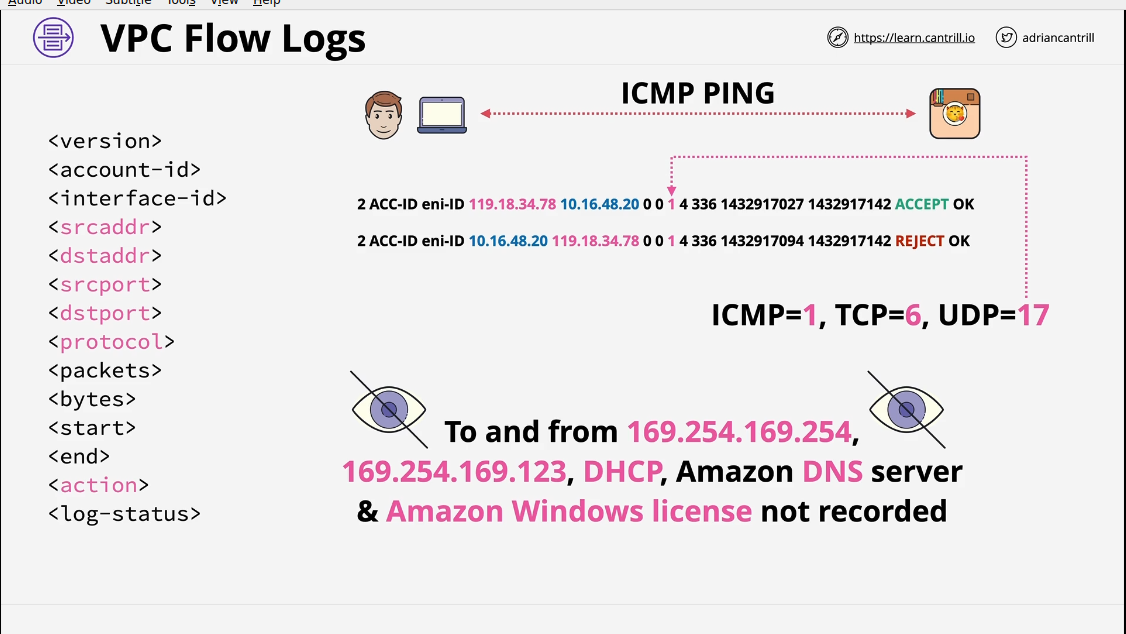 Audio Video Subtitle Tools View Help
VPC Flow Logs
https://learn.cantrill.io
adriancantrill
ICMP PING
<version>
<account-id>
<interface-id>
<srcaddr>
<dstaddr>
<srcport>
<dstport>
<protocol>
<packets>
<bytes>
<start>
<end>
<action>
<log-status>
2 ACC-ID eni-ID 119.18.34.78 10.16.48.20 0 0 1 4 336 1432917027 1432917142 ACCEPT OK
2 ACC-ID eni-ID 10.16.48.20 119.18.34.78 0 0 1 4 336 1432917094 1432917142 REJECT OK
ICMP=1, TCP=6, UDP=17
To and from 169.254.169.254,
169.254.169.123, DHCP, Amazon DNS server
& Amazon Windows license not recorded